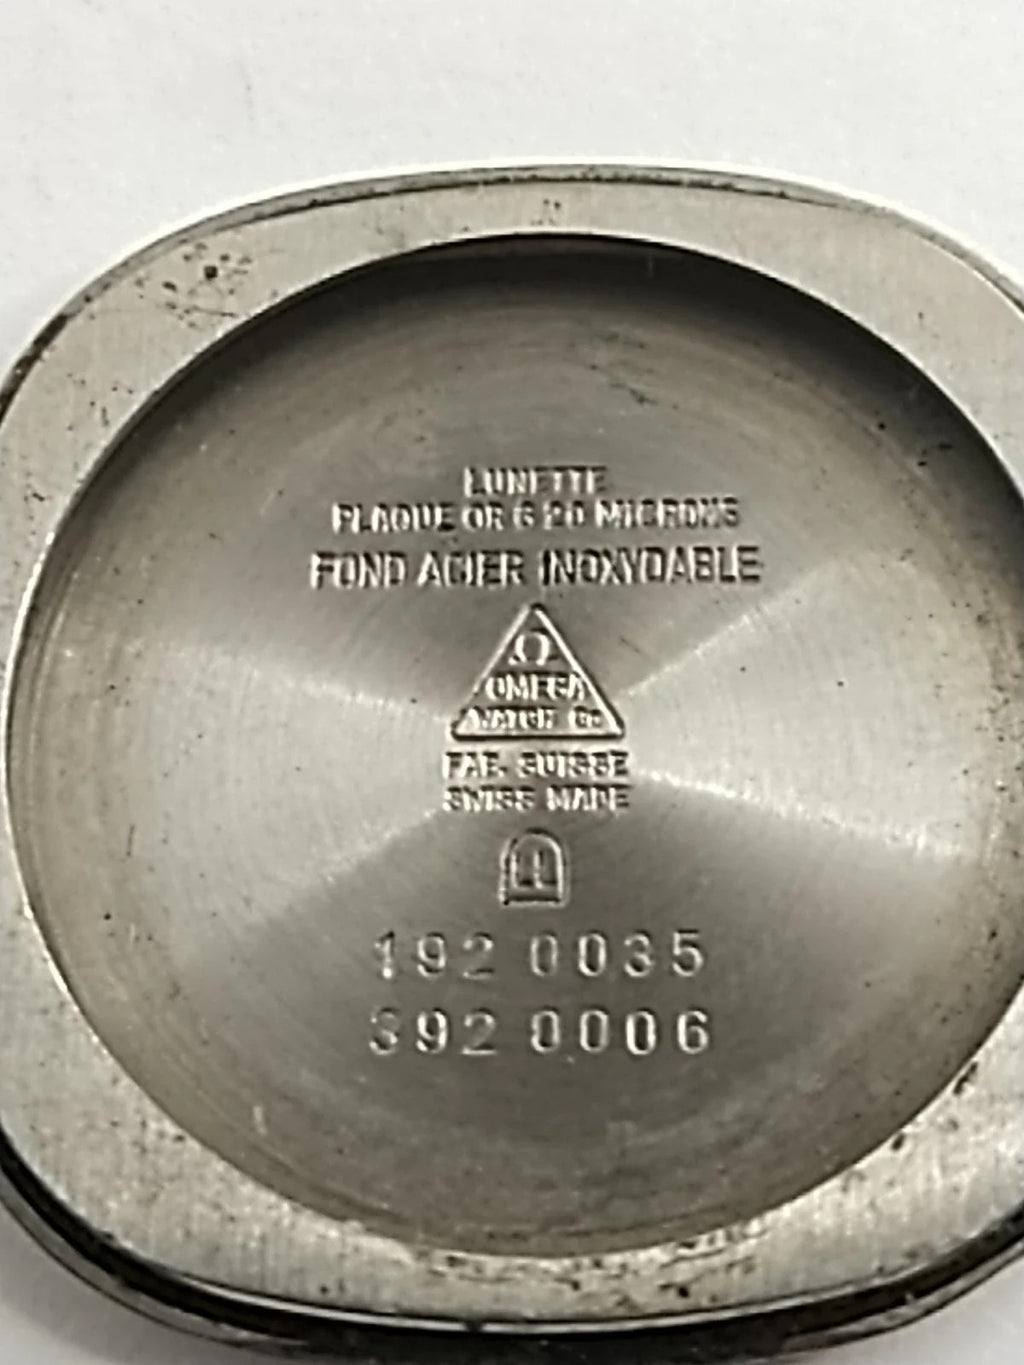 LUNETTE
PLAQUE OR G 20 MICRONS
FOND ACIER INOXYDABLE
Ω
OMEGA
WATCH Co
FAB. SUISSE
SWISS MADE
192 0035
392 0006